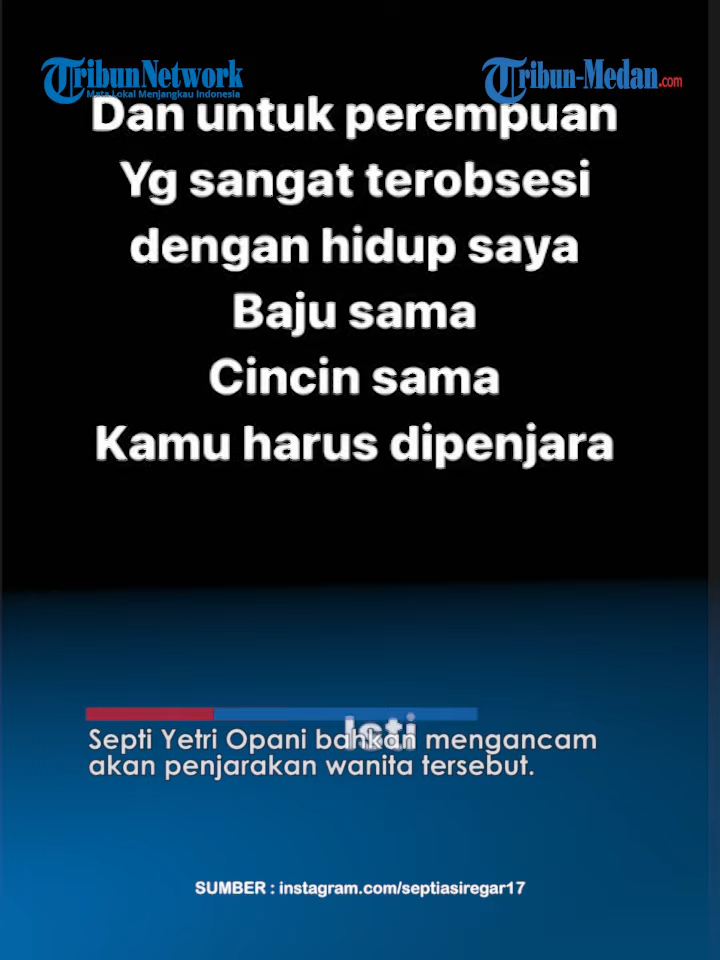 TribunNetwork
Mata Lokal Menjangkau Indonesia
Tribun-Medan.com
Dan untuk perempuan
Yg sangat terobsesi
dengan hidup saya
Baju sama
Cincin sama
Kamu harus dipenjara
Isti
Septi Yetri Opani bahkan mengancam
akan penjarakan wanita tersebut.
SUMBER : instagram.com/septiasiregar17